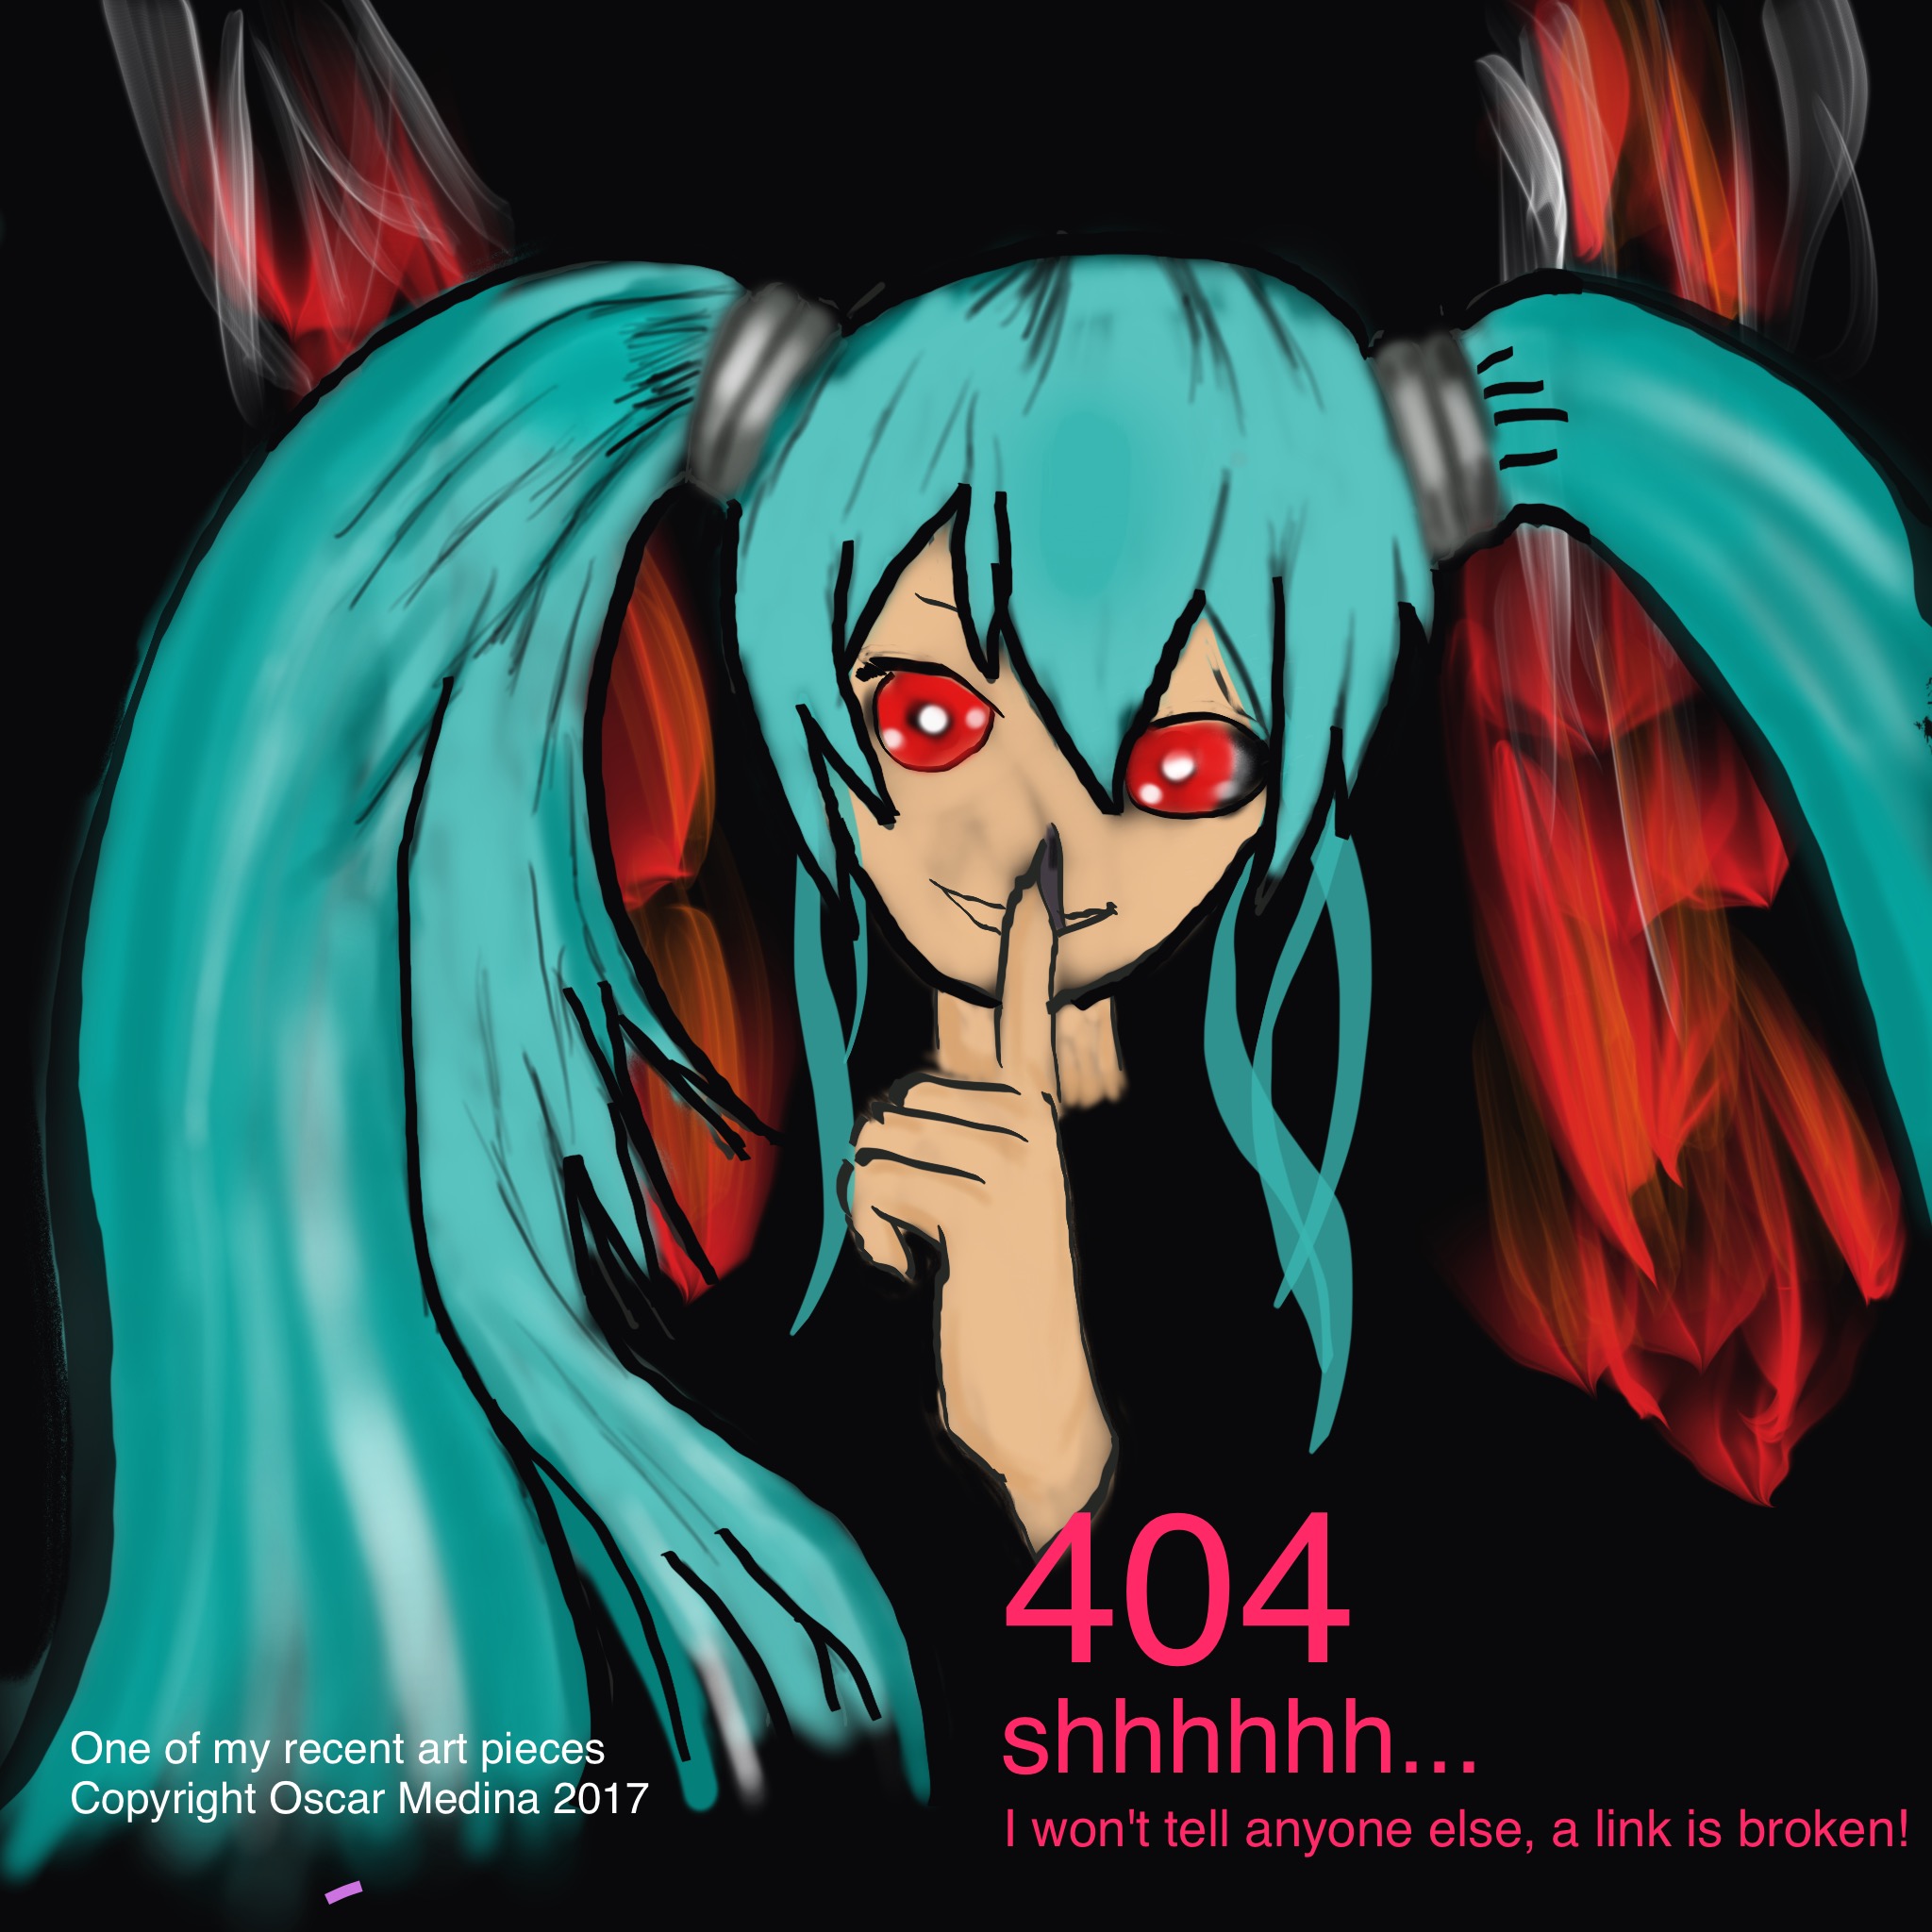 404
shhhhhh...
One of my recent art pieces
Copyright Oscar Medina 2017
I won't tell anyone else, a link is broken!